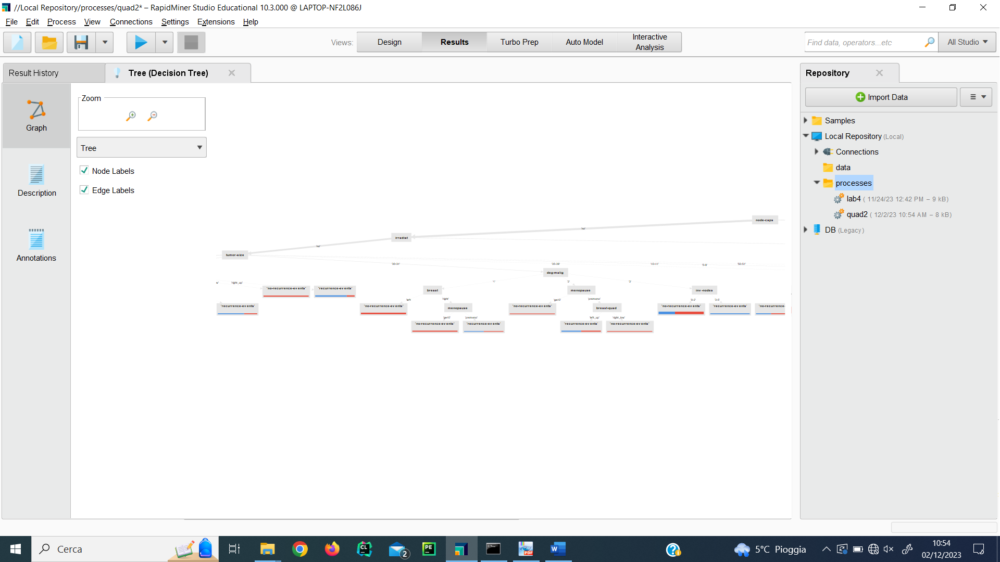 //Local Repository/processes/quad2* – RapidMiner Studio Educational 10.3.000 @ LAPTOP-NF2L086J
File Edit Process View Connections Settings Extensions Help
Views: Design Results Turbo Prep Auto Model Interactive Analysis
Find data, operators...etc All Studio
Result History Tree (Decision Tree)
Graph
Description
Annotations
Zoom
Tree
Node Labels
Edge Labels
node-caps
'no'
irradiat
'no'
tumor-size
'30-34' '35-39' '40-44' '5-9' '50-54'
deg-malig
'right_up' '1' '2' '3'
'no-recurrence-events' 'recurrence-events' breast menopause inv-nodes
'left 'right' 'ge40' 'premeno' '0-2' '3-5'
'recurrence-events' 'no-recurrence-events' menopause 'no-recurrence-events' breast-quad 'no-recurrence-events' 'recurrence-events' 'no-recurrence-
'ge40' 'premeno' 'left_up' 'right_low'
'no-recurrence-events' 'recurrence-events' 'recurrence-events' 'no-recurrence-events'
Repository
Import Data
Samples
Local Repository (Local)
Connections
data
processes
lab4 ( 11/24/23 12:42 PM – 9 kB)
quad2 ( 12/2/23 10:54 AM – 8 kB)
DB (Legacy)
Cerca
CL
2
PE
PDF
W
5°C Pioggia
10:54
02/12/2023